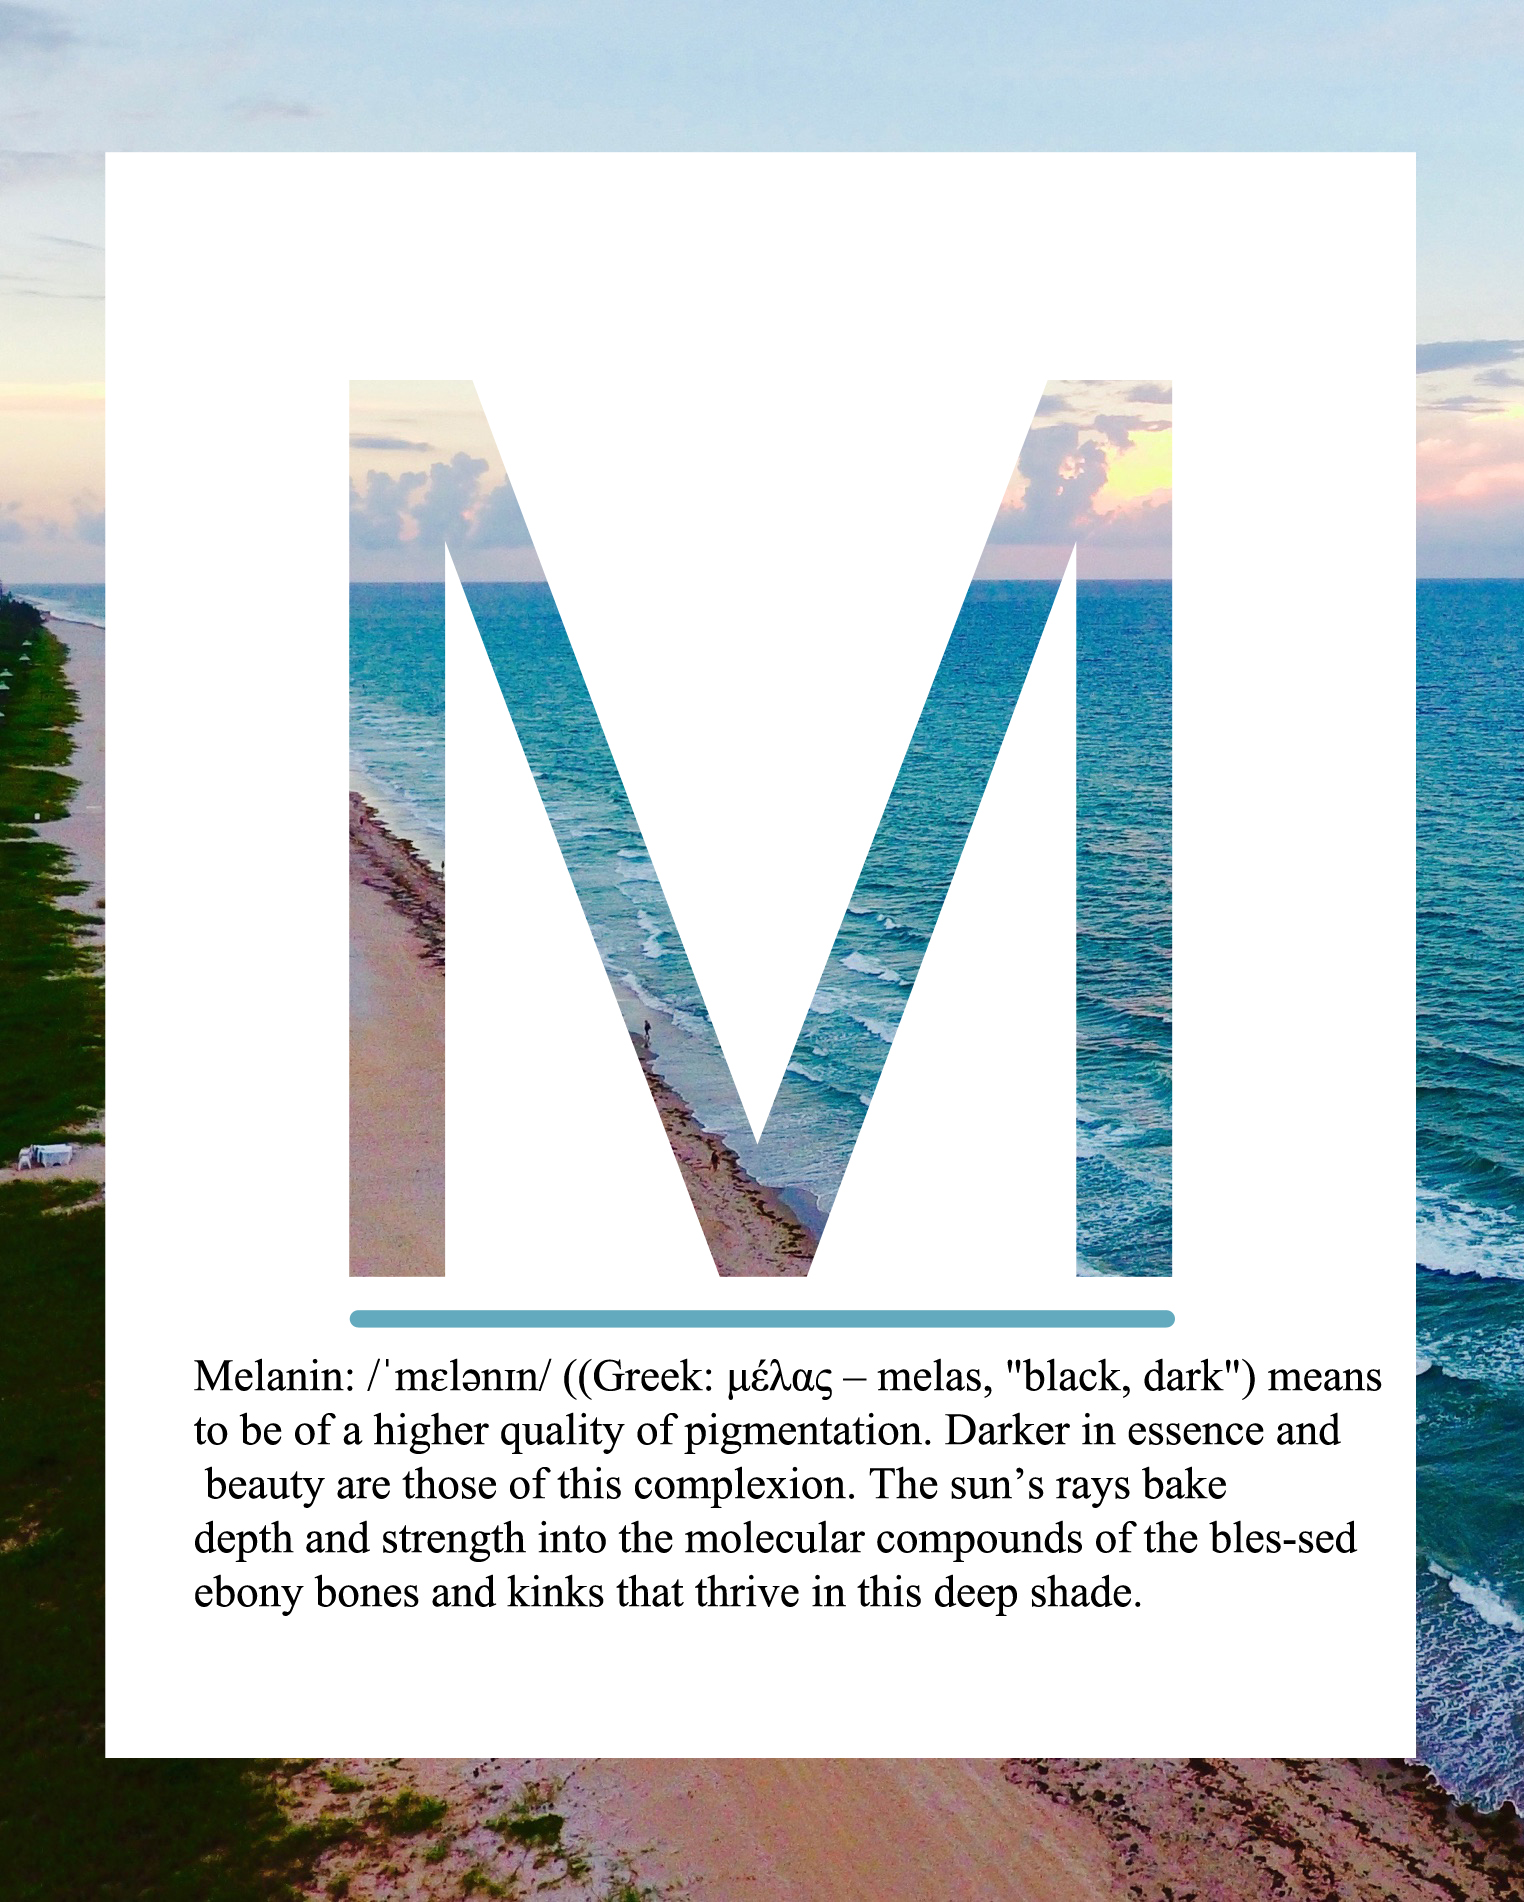 M
Melanin: /ˈmɛlənɪn/ ((Greek: μέλας – melas, "black, dark") means
to be of a higher quality of pigmentation. Darker in essence and
beauty are those of this complexion. The sun’s rays bake
depth and strength into the molecular compounds of the bles-sed
ebony bones and kinks that thrive in this deep shade.